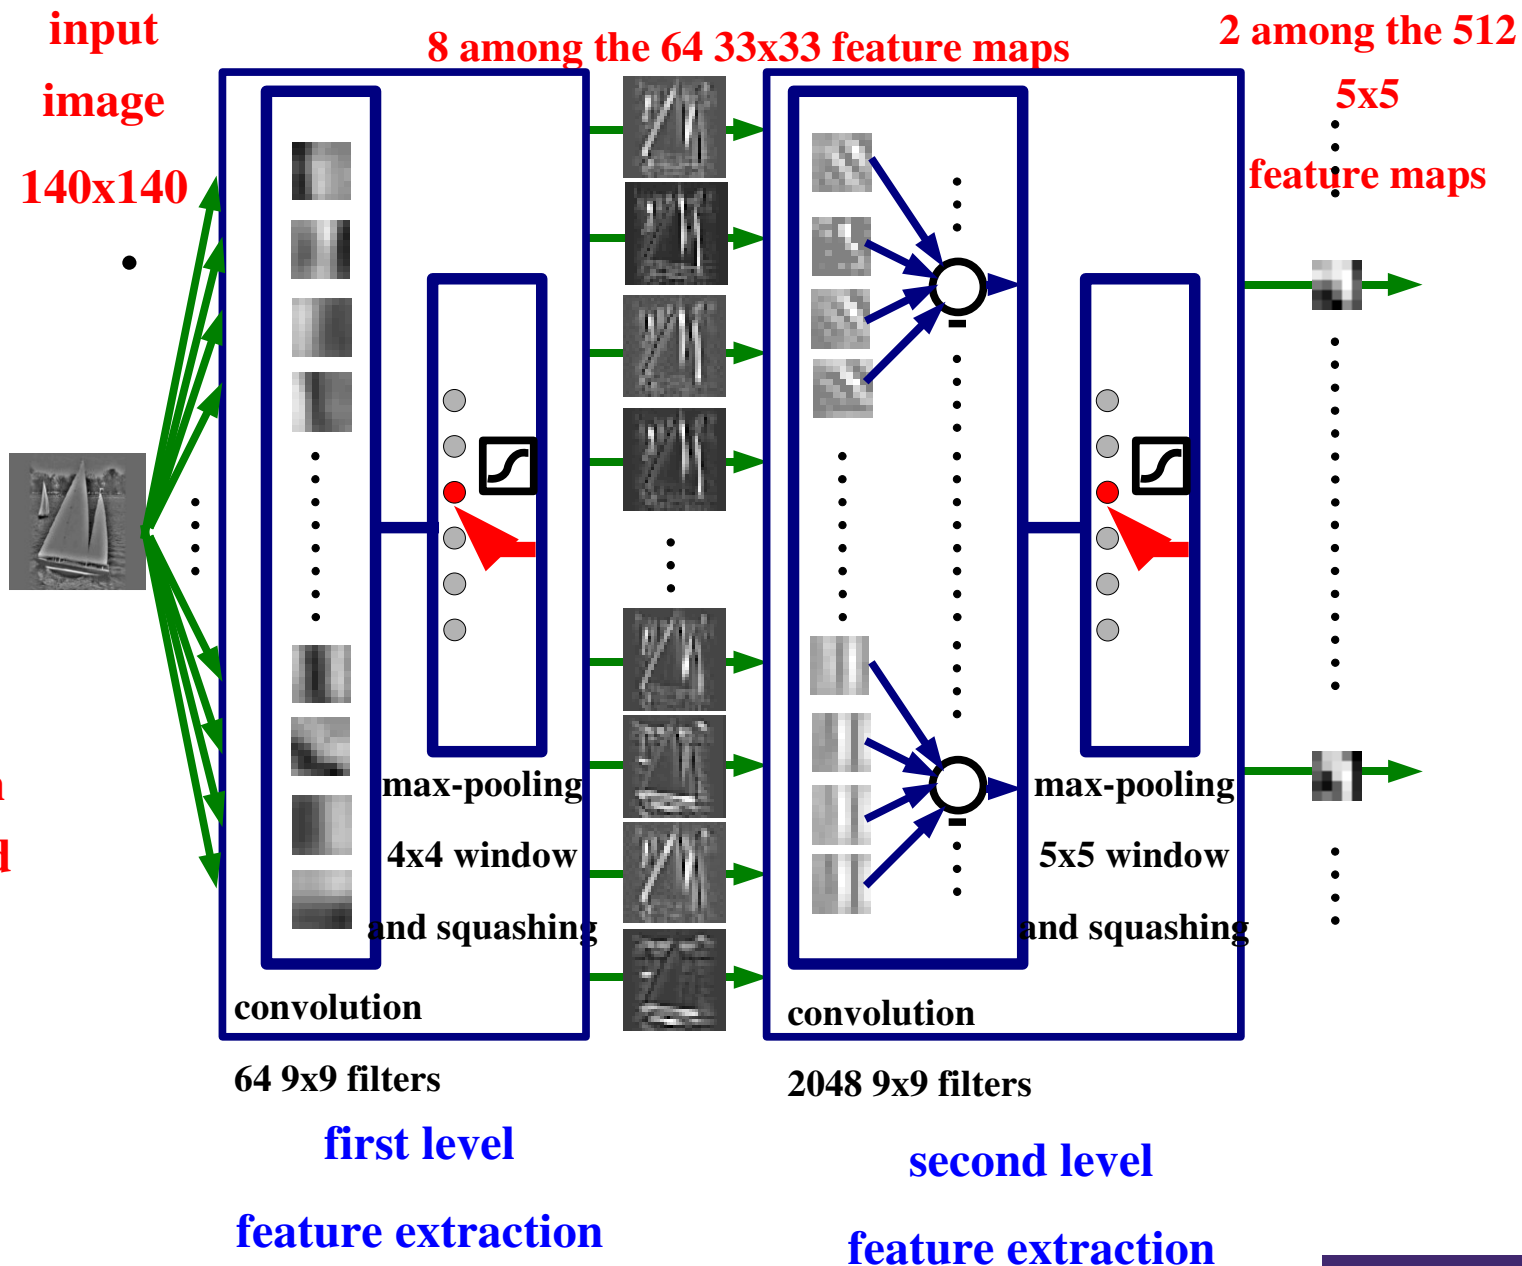 input
image
140x140
8 among the 64 33x33 feature maps
2 among the 512
5x5
feature maps
max-pooling
4x4 window
and squashing
convolution
64 9x9 filters
first level
feature extraction
max-pooling
5x5 window
and squashing
convolution
2048 9x9 filters
second level
feature extraction